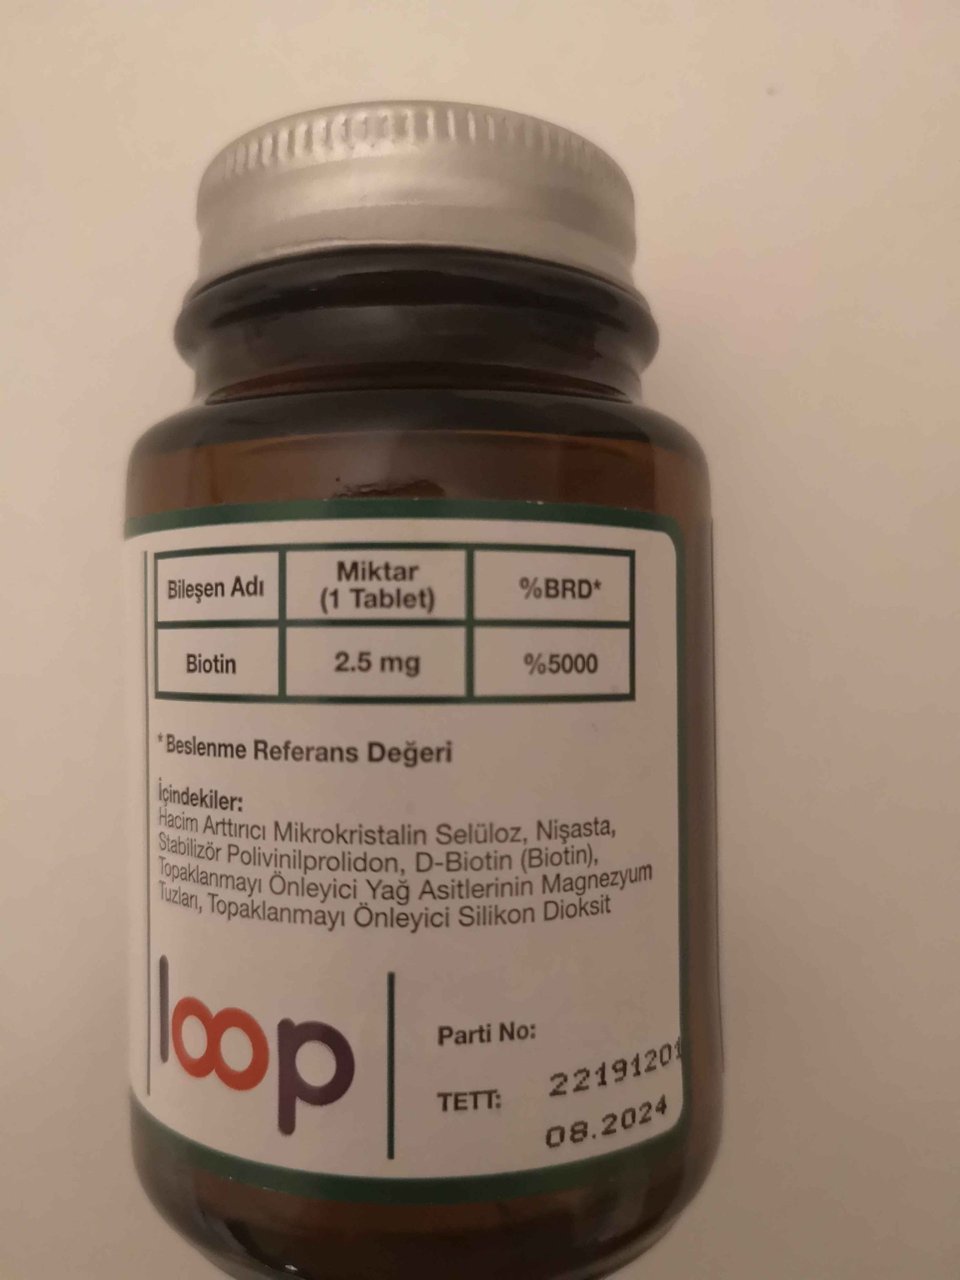 Bileşen Adı
Miktar
(1 Tablet)
%BRD*
Biotin
2.5 mg
%5000
*Beslenme Referans Değeri
İçindekiler:
Hacim Arttırıcı Mikrokristalin Selüloz, Nişasta,
Stabilizör Polivinilprolidon, D-Biotin (Biotin),
Topaklanmayı Önleyici Yağ Asitlerinin Magnezyum
Tuzları, Topaklanmayı Önleyici Silikon Dioksit
loop
Parti No:
22191201
TETT:
08.2024